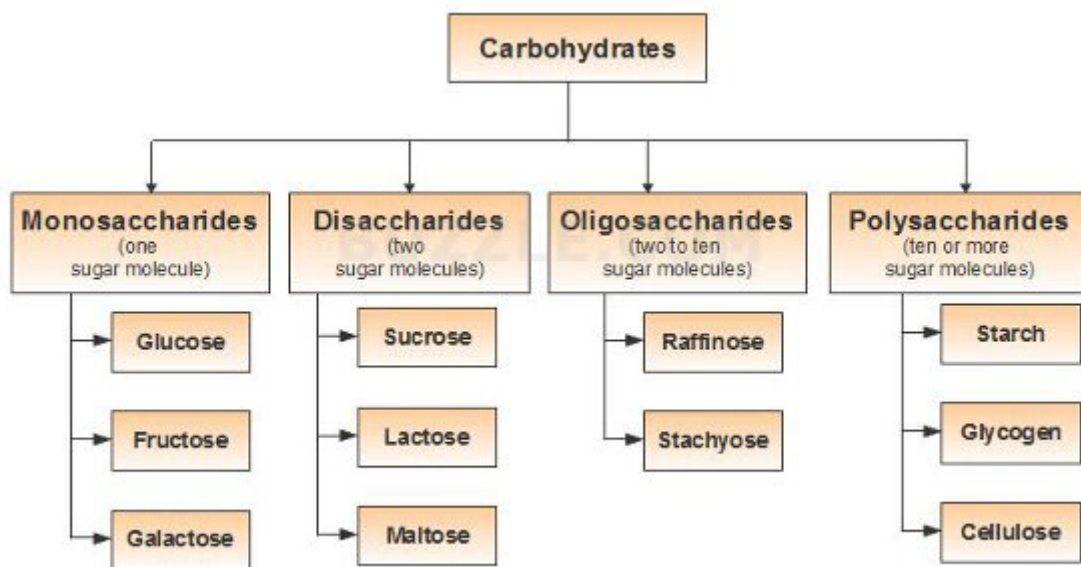 Carbohydrates
Monosaccharides
(one
sugar molecule)
Glucose
Fructose
Galactose
Disaccharides
(two
sugar molecules)
Sucrose
Lactose
Maltose
Oligosaccharides
(two to ten
sugar molecules)
Raffinose
Stachyose
Polysaccharides
(ten or more
sugar molecules)
Starch
Glycogen
Cellulose